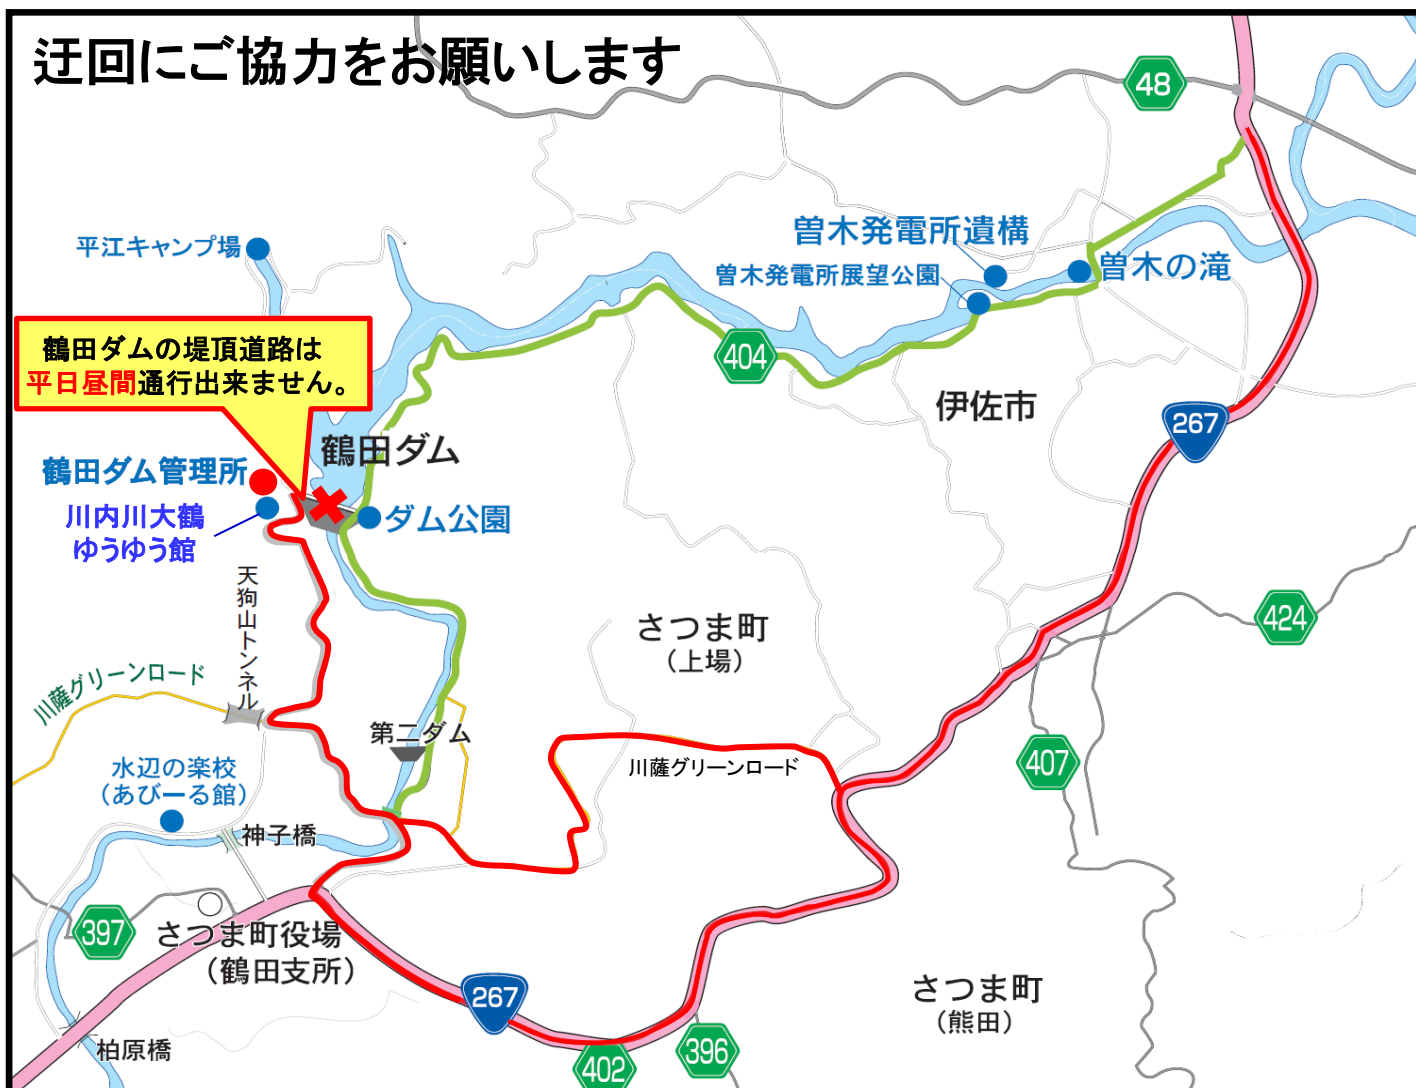 迂回にご協力をお願いします
48
平江キャンプ場
曽木発電所遺構
曽木発電所展望公園
曽木の滝
鶴田ダムの堤頂道路は
平日昼間通行出来ません。
404
伊佐市
267
鶴田ダム
鶴田ダム管理所
川内川大鶴
ゆうゆう館
ダム公園
天狗山トンネル
424
さつま町
（上場）
川薩グリーンロード
第二ダム
川薩グリーンロード
407
水辺の楽校
（あびーる館）
神子橋
397
さつま町役場
（鶴田支所）
267
さつま町
（熊田）
柏原橋
402
396